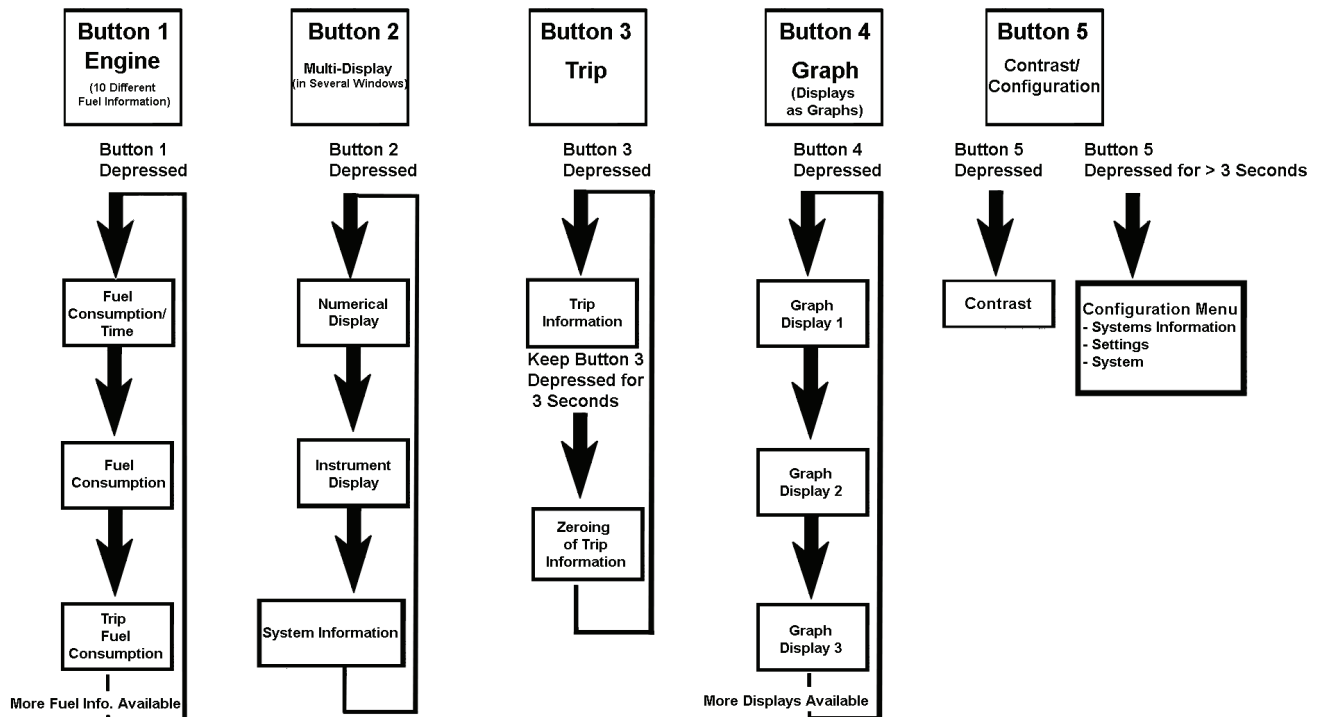 Button 1
Engine
(10 Different
Fuel Information)
Button 2
Multi-Display
(in Several Windows)
Button 3
Trip
Button 4
Graph
(Displays
as Graphs)
Button 5
Contrast/
Configuration
Button 1
Depressed
Button 2
Depressed
Button 3
Depressed
Button 4
Depressed
Button 5
Depressed
Button 5
Depressed for > 3 Seconds
Fuel
Consumption/
Time
Fuel
Consumption
Trip
Fuel
Consumption
More Fuel Info. Available
Numerical
Display
Instrument
Display
System Information
Trip
Information
Keep Button 3
Depressed for
3 Seconds
Zeroing
of Trip
Information
Graph
Display 1
Graph
Display 2
Graph
Display 3
More Displays Available
Contrast
Configuration Menu
- Systems Information
- Settings
- System